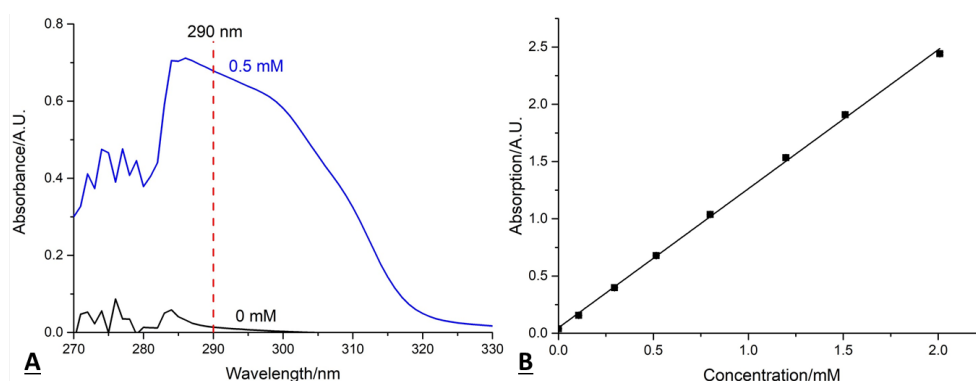 0.8
0.6
0.4
0.2
0.0
Absorbance/A.U.
290 nm
0.5 mM
0 mM
270 280 290 300 310 320 330
Wavelength/nm
A
2.5
2.0
1.5
1.0
0.5
0.0
Absorption/A.U.
0.0 0.5 1.0 1.5 2.0
Concentration/mM
B